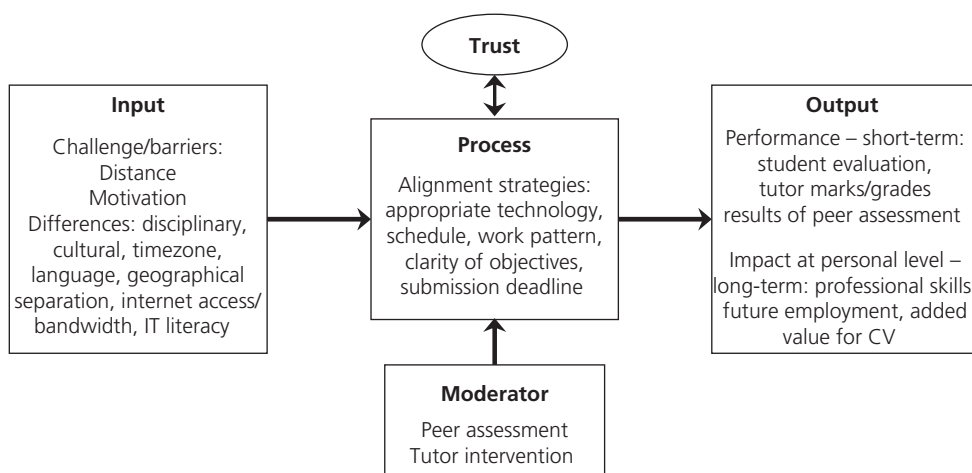 Trust
Input
Challenge/barriers:
Distance
Motivation
Differences: disciplinary,
cultural, timezone,
language, geographical
separation, internet access/
bandwidth, IT literacy
Process
Alignment strategies:
appropriate technology,
schedule, work pattern,
clarity of objectives,
submission deadline
Output
Performance – short-term:
student evaluation,
tutor marks/grades
results of peer assessment
Impact at personal level –
long-term: professional skills
future employment, added
value for CV
Moderator
Peer assessment
Tutor intervention